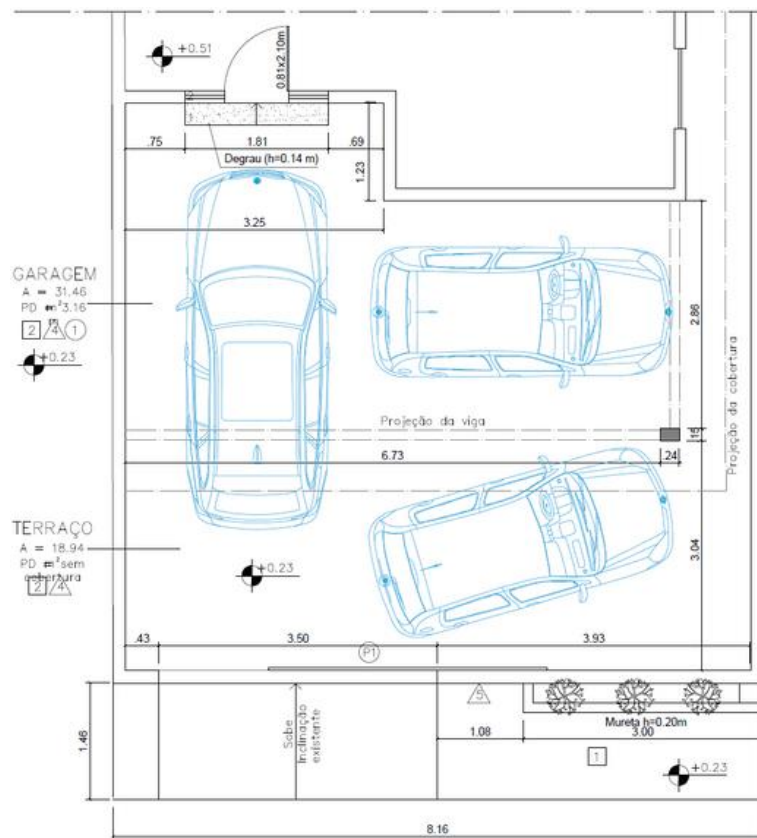 +0.51
0.81x2.10m
.75
1.81
.69
Degrau (h=0.14 m)
1.23
3.25
GARAGEM
A = 31.46
PD m²3.16
2 4 1
+0.23
2.86
Projeção da cobertura
Projeção da viga
.15
6.73
.24
TERRAÇO
A = 18.94
PD m²sem
cobertura
2 4
+0.23
3.04
.43
3.50
P1
3.93
1.46
Sobe
Inclinação
existente
5
Mureta h=0.20m
1.08
3.00
1
+0.23
8.16